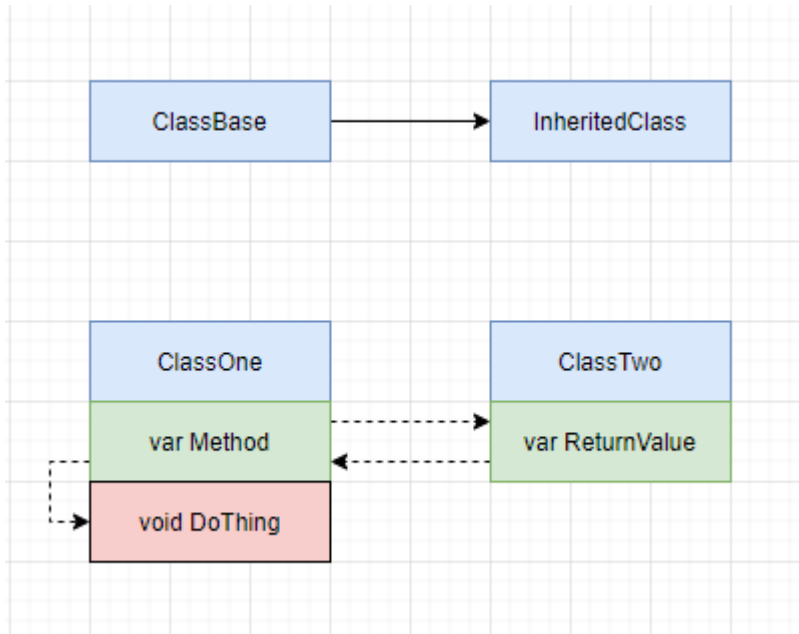 ClassBase
InheritedClass
ClassOne
ClassTwo
var Method
var ReturnValue
void DoThing